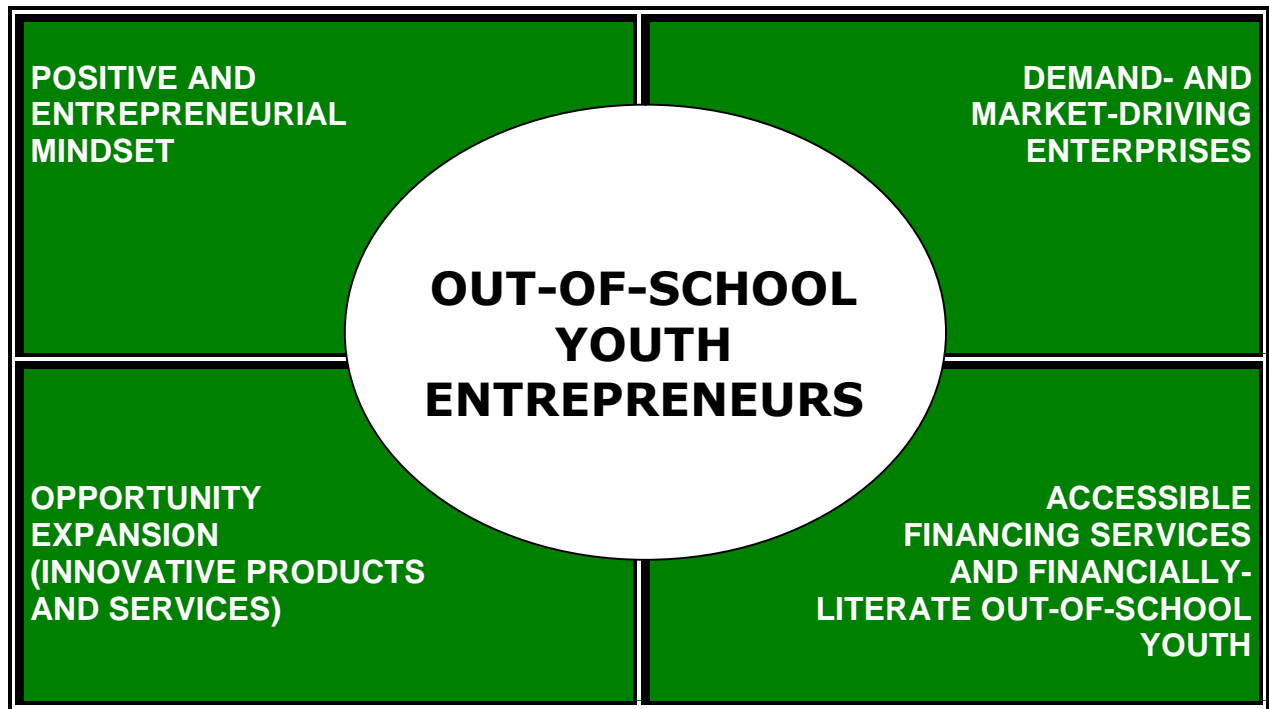 POSITIVE AND
ENTREPRENEURIAL
MINDSET
DEMAND- AND
MARKET-DRIVING
ENTERPRISES
OUT-OF-SCHOOL
YOUTH
ENTREPRENEURS
OPPORTUNITY
EXPANSION
(INNOVATIVE PRODUCTS
AND SERVICES)
ACCESSIBLE
FINANCING SERVICES
AND FINANCIALLY-
LITERATE OUT-OF-SCHOOL
YOUTH